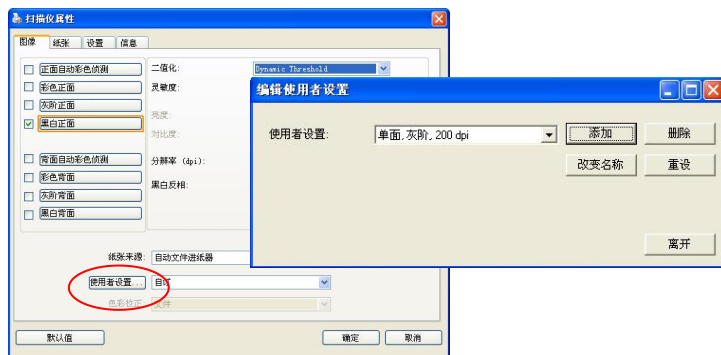 扫描仪属性
图像 纸张 设置 信息
正面自动彩色侦测
彩色正面
灰阶正面
黑白正面
背面自动彩色侦测
彩色背面
灰阶背面
黑白背面
二值化: Dynamic Threshold
灵敏度:
亮度:
对比度:
分辨率 (dpi):
黑白反相:
纸张来源: 自动文件进纸器
使用者设置... 自订
色彩校正: 文件
默认值 确定 取消
编辑使用者设置
使用者设置: 单面,灰阶, 200 dpi 添加 删除
改变名称 重设
离开